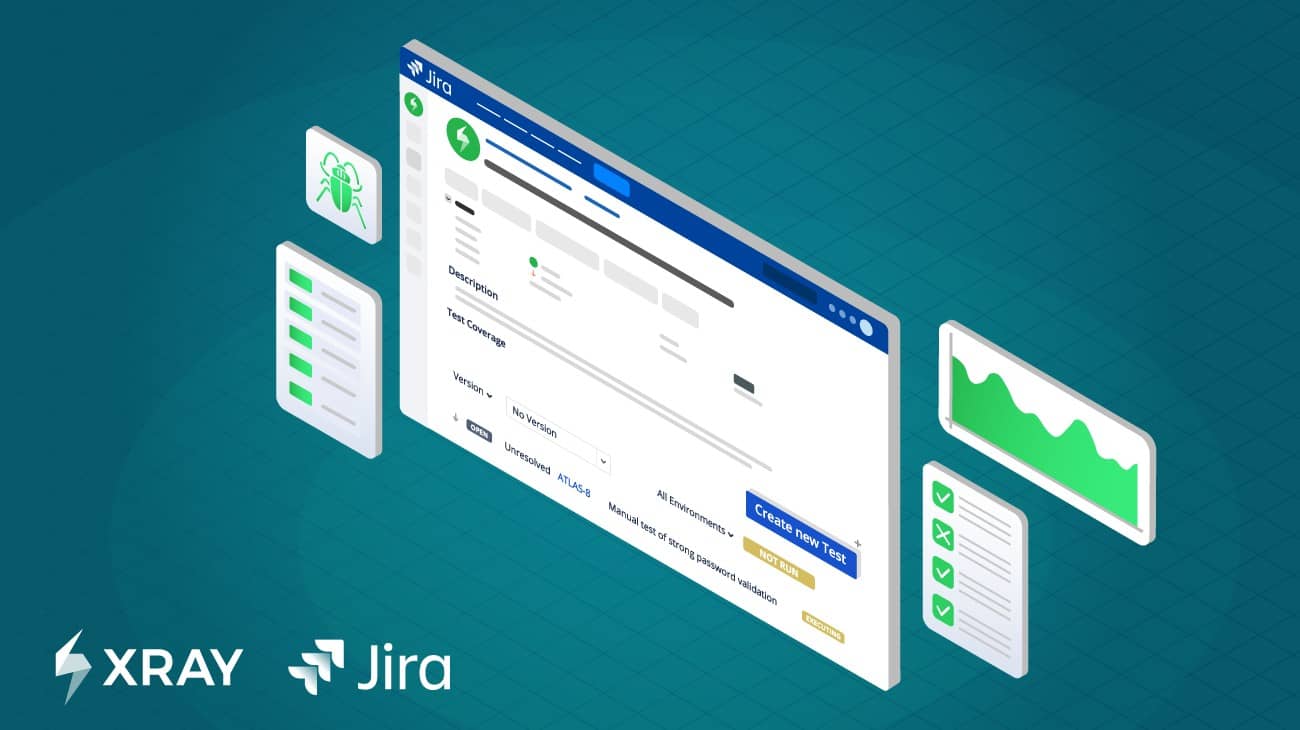 Jira
Description
Test Coverage
Version
No Version
OPEN
Unresolved
ATLAS-8
All Environments
Create new Test
+
NOT RUN
Manual test of strong password validation
EXECUTING
XRAY
Jira